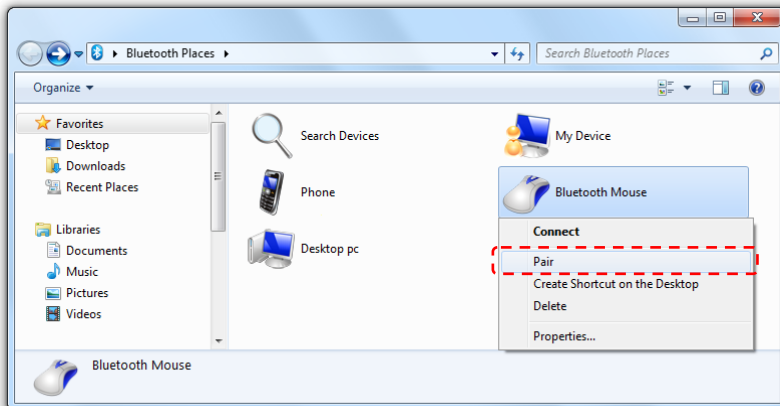 Bluetooth Places
Search Bluetooth Places
Organize
Favorites
Desktop
Downloads
Recent Places
Libraries
Documents
Music
Pictures
Videos
Search Devices
My Device
Phone
Bluetooth Mouse
Desktop pc
Connect
Pair
Create Shortcut on the Desktop
Delete
Properties...
Bluetooth Mouse